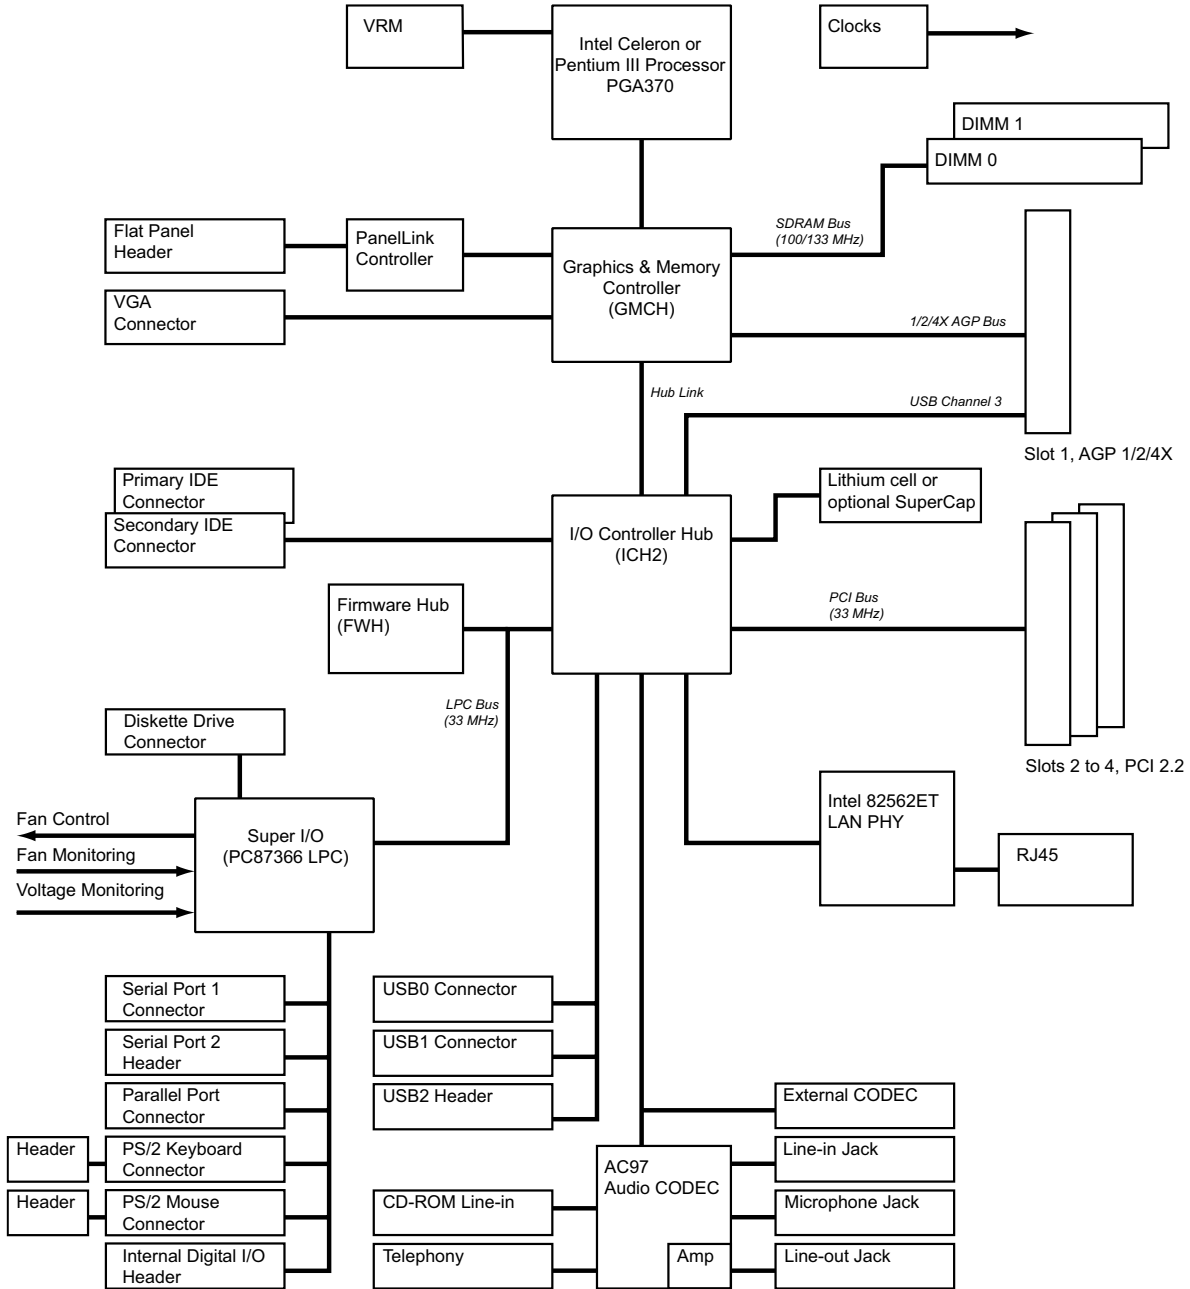 VRM
Intel Celeron or
Pentium III Processor
PGA370
Clocks
DIMM 1
DIMM 0
SDRAM Bus
(100/133 MHz)
Flat Panel
Header
PanelLink
Controller
Graphics & Memory
Controller
(GMCH)
VGA
Connector
1/2/4X AGP Bus
Hub Link
USB Channel 3
Slot 1, AGP 1/2/4X
Primary IDE
Connector
Secondary IDE
Connector
Lithium cell or
optional SuperCap
I/O Controller Hub
(ICH2)
Firmware Hub
(FWH)
PCI Bus
(33 MHz)
LPC Bus
(33 MHz)
Diskette Drive
Connector
Slots 2 to 4, PCI 2.2
Intel 82562ET
LAN PHY
RJ45
Fan Control
Fan Monitoring
Voltage Monitoring
Super I/O
(PC87366 LPC)
Serial Port 1
Connector
Serial Port 2
Header
Parallel Port
Connector
Header
PS/2 Keyboard
Connector
Header
PS/2 Mouse
Connector
Internal Digital I/O
Header
USB0 Connector
USB1 Connector
USB2 Header
External CODEC
AC97
Audio CODEC
Line-in Jack
CD-ROM Line-in
Microphone Jack
Telephony
Amp
Line-out Jack